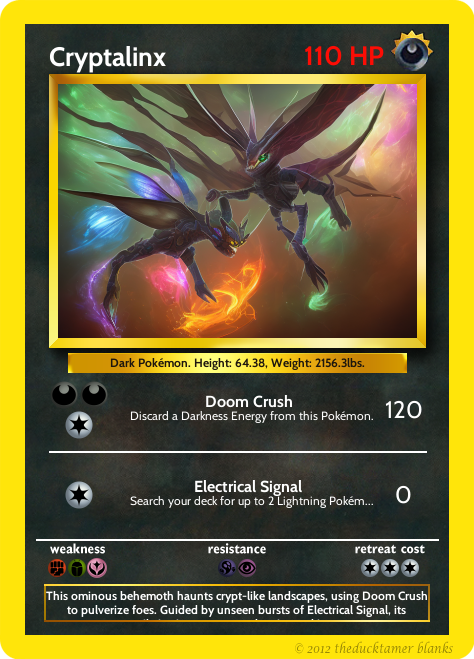 Cryptalinx 110 HP
Dark Pokémon. Height: 64.38, Weight: 2156.3lbs.
Doom Crush
Discard a Darkness Energy from this Pokémon.
120
Electrical Signal
Search your deck for up to 2 Lightning Pokém...
0
weakness resistance retreat cost
This ominous behemoth haunts crypt-like landscapes, using Doom Crush
to pulverize foes. Guided by unseen bursts of Electrical Signal, its
© 2012 theducktamer blanks